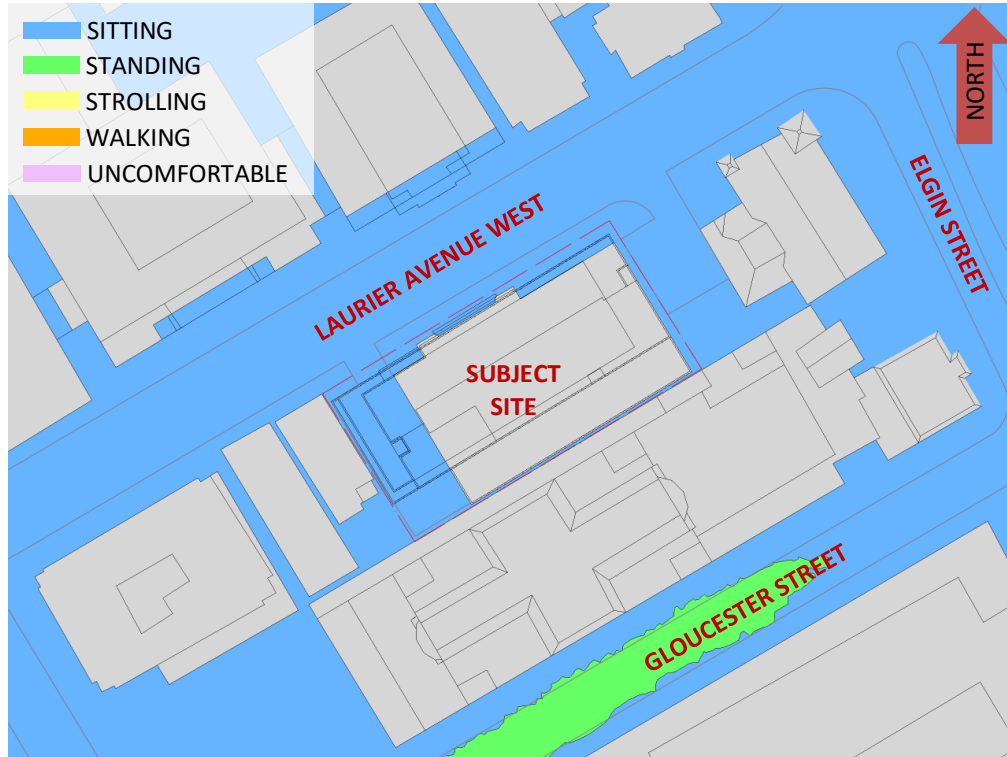 SITTING
STANDING
STROLLING
WALKING
UNCOMFORTABLE
NORTH
LAURIER AVENUE WEST
ELGIN STREET
SUBJECT
SITE
GLOUCESTER STREET